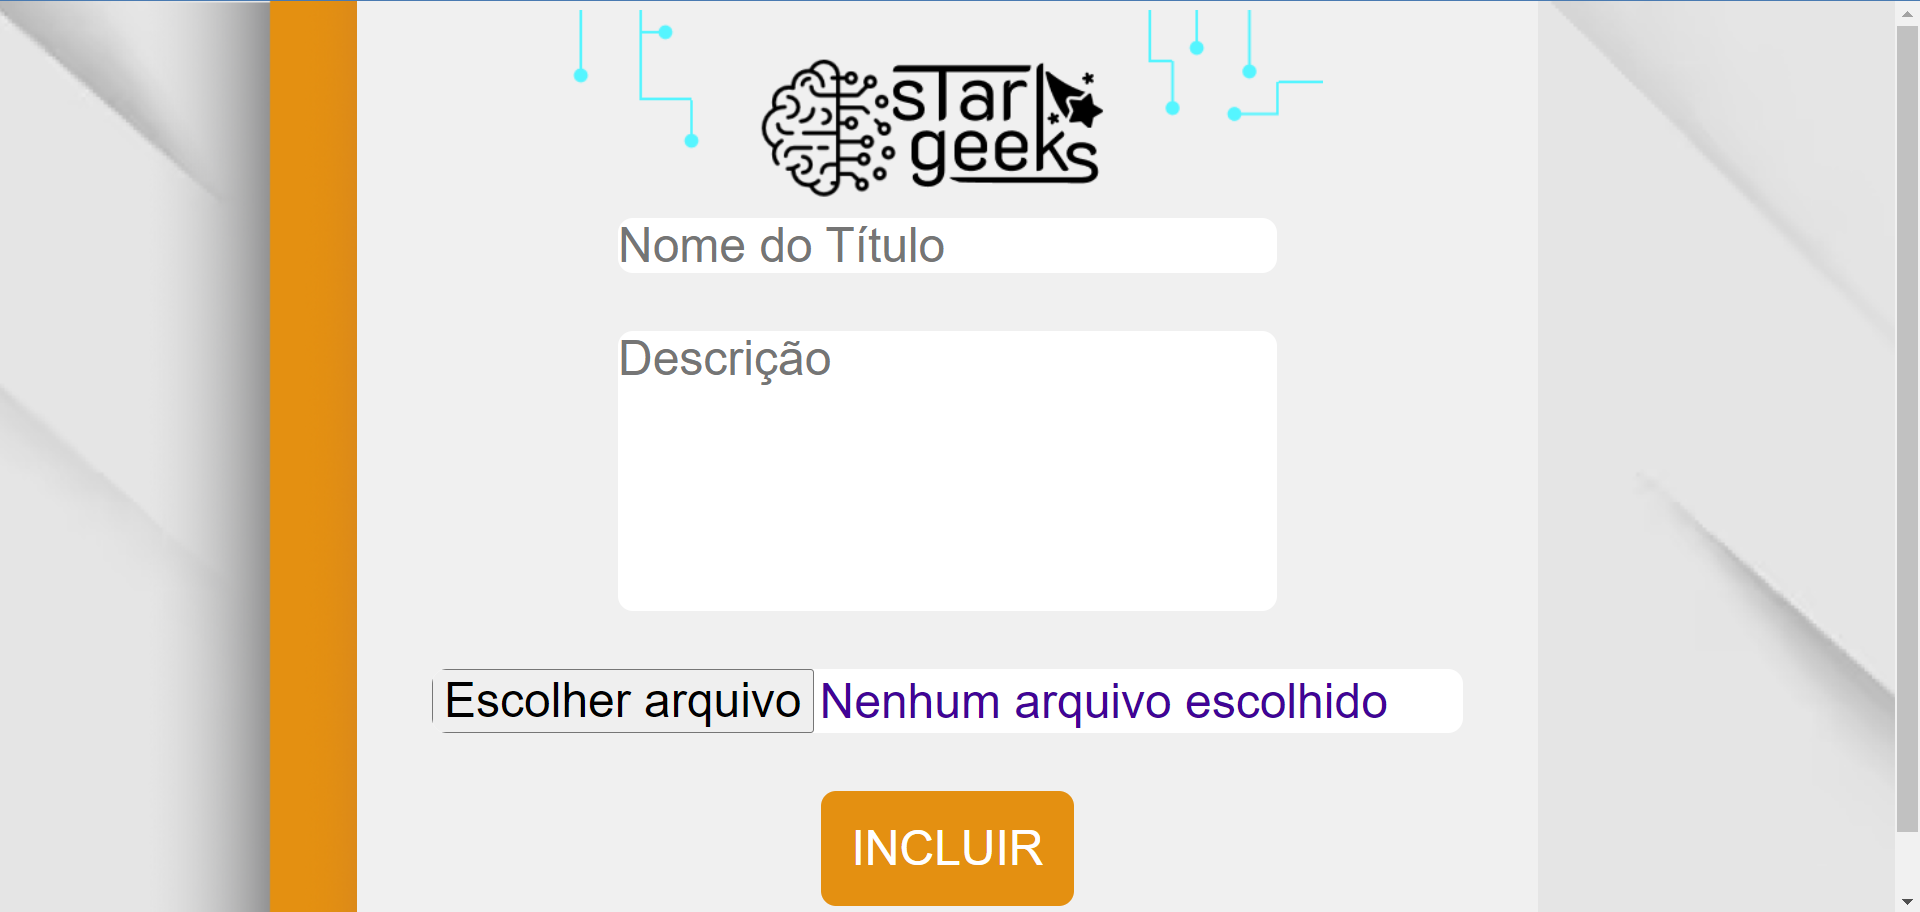 sTar
geeks
Nome do Título
Descrição
Escolher arquivo Nenhum arquivo escolhido
INCLUIR